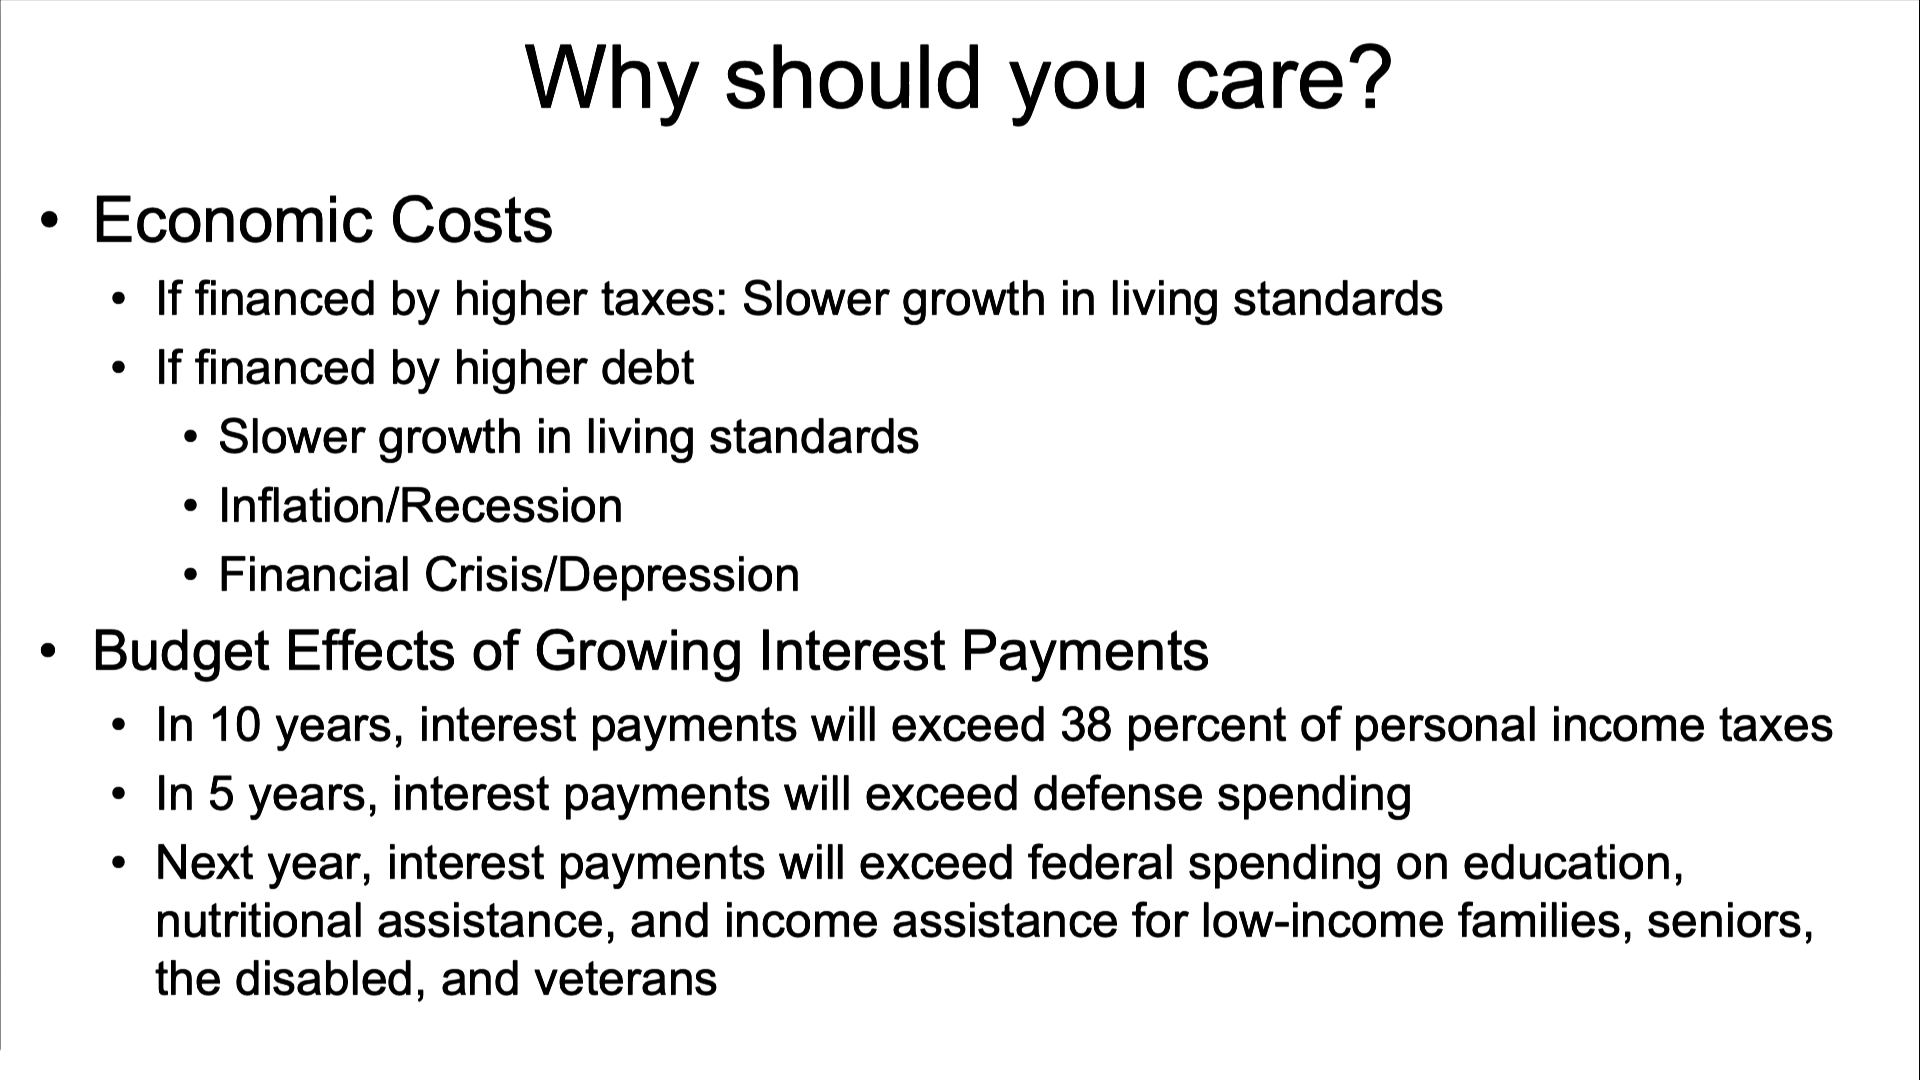 Why should you care?
• Economic Costs
• If financed by higher taxes: Slower growth in living standards
• If financed by higher debt
• Slower growth in living standards
• Inflation/Recession
• Financial Crisis/Depression
• Budget Effects of Growing Interest Payments
• In 10 years, interest payments will exceed 38 percent of personal income taxes
• In 5 years, interest payments will exceed defense spending
• Next year, interest payments will exceed federal spending on education,
nutritional assistance, and income assistance for low-income families, seniors,
the disabled, and veterans